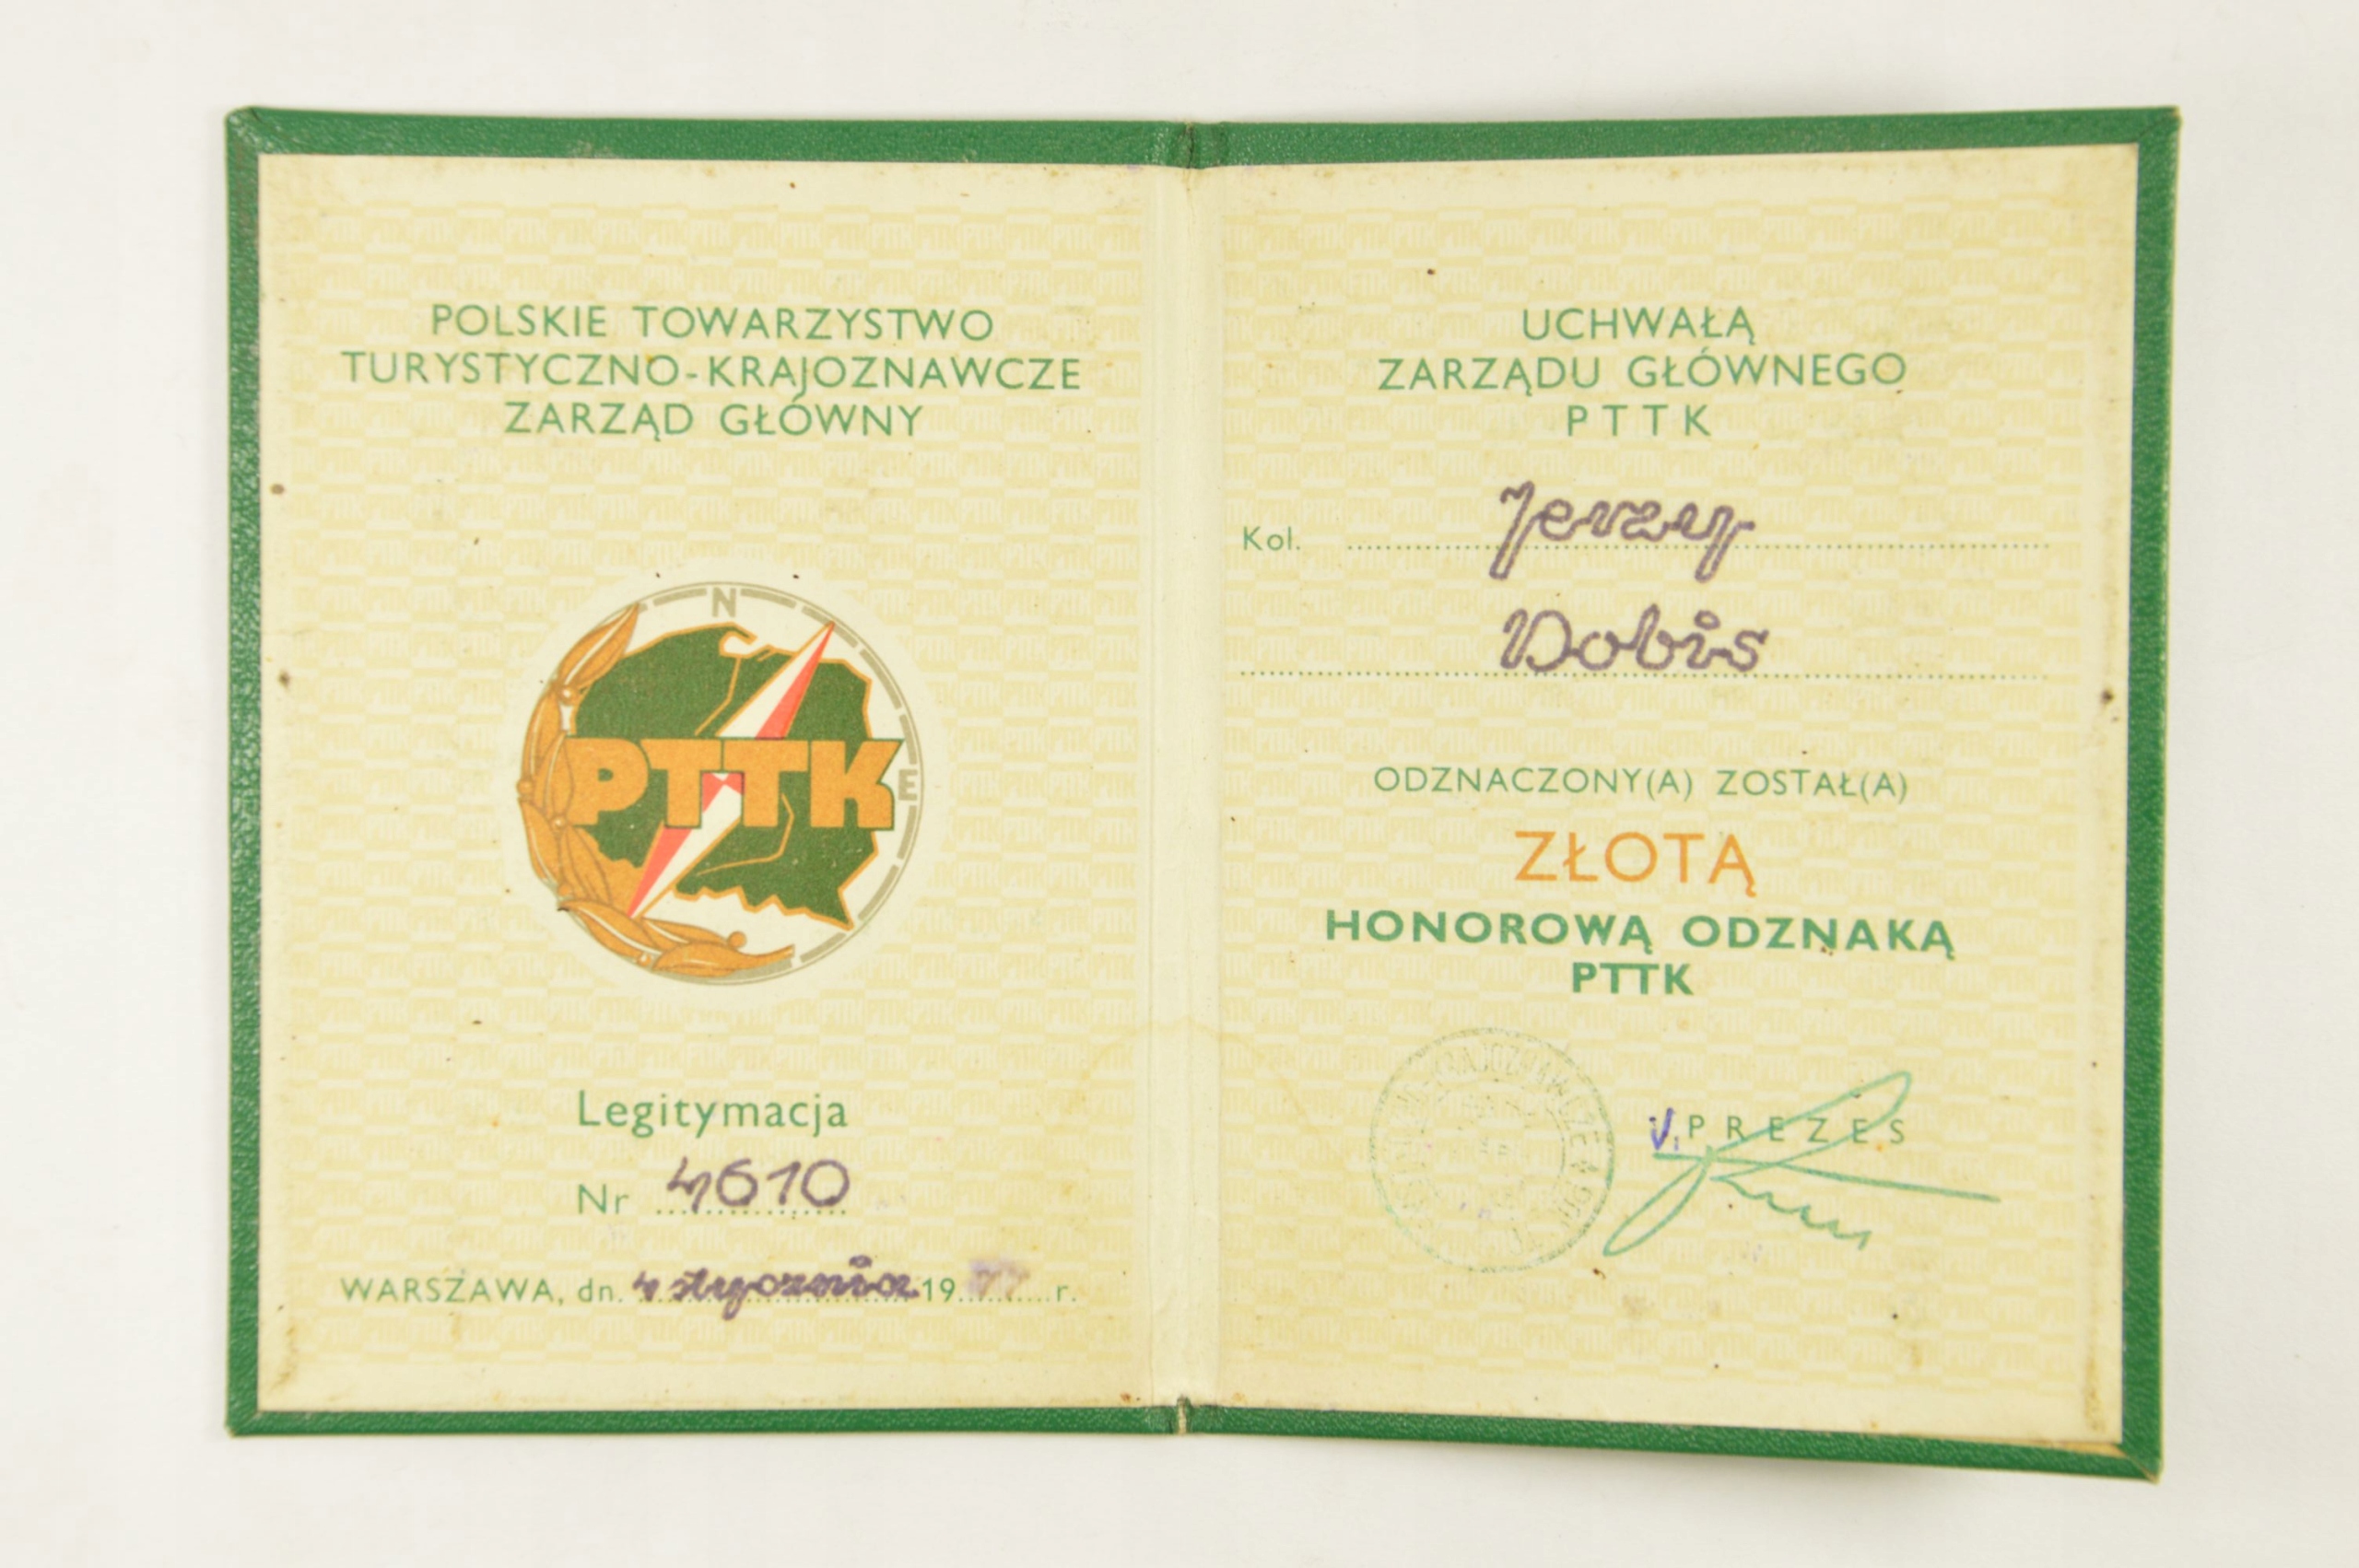 POLSKIE TOWARZYSTWO
TURYSTYCZNO-KRAJOZNAWCZE
ZARZĄD GŁÓWNY
N
PTTK
E
Legitymacja
Nr 4610
WARSZAWA, dn. 4 stycznia 1977 r.
UCHWAŁĄ
ZARZĄDU GŁÓWNEGO
PTTK
Kol. Jerzy
Dobis
ODZNACZONY(A) ZOSTAŁ(A)
ZŁOTĄ
HONOROWĄ ODZNAKĄ
PTTK
V. PREZES